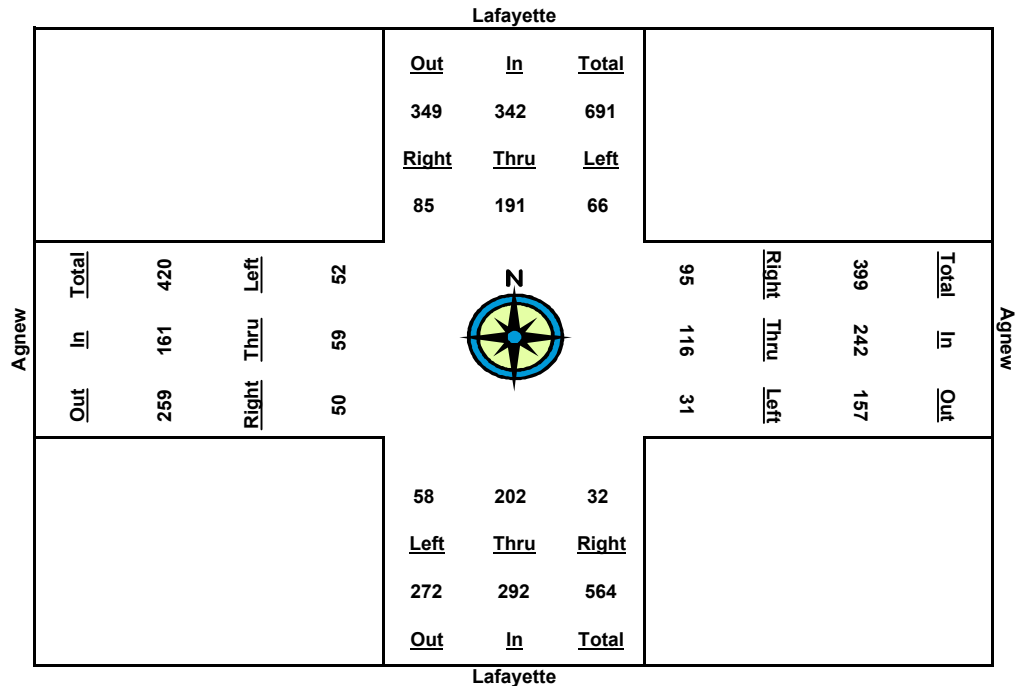 Lafayette
Out In Total
349 342 691
Right Thru Left
85 191 66
Agnew
Total In Out
420 161 259
Left Thru Right
52 59 50
N
95 116 31
Right Thru Left
399 242 157
Total In Out
Agnew
58 202 32
Left Thru Right
272 292 564
Out In Total
Lafayette